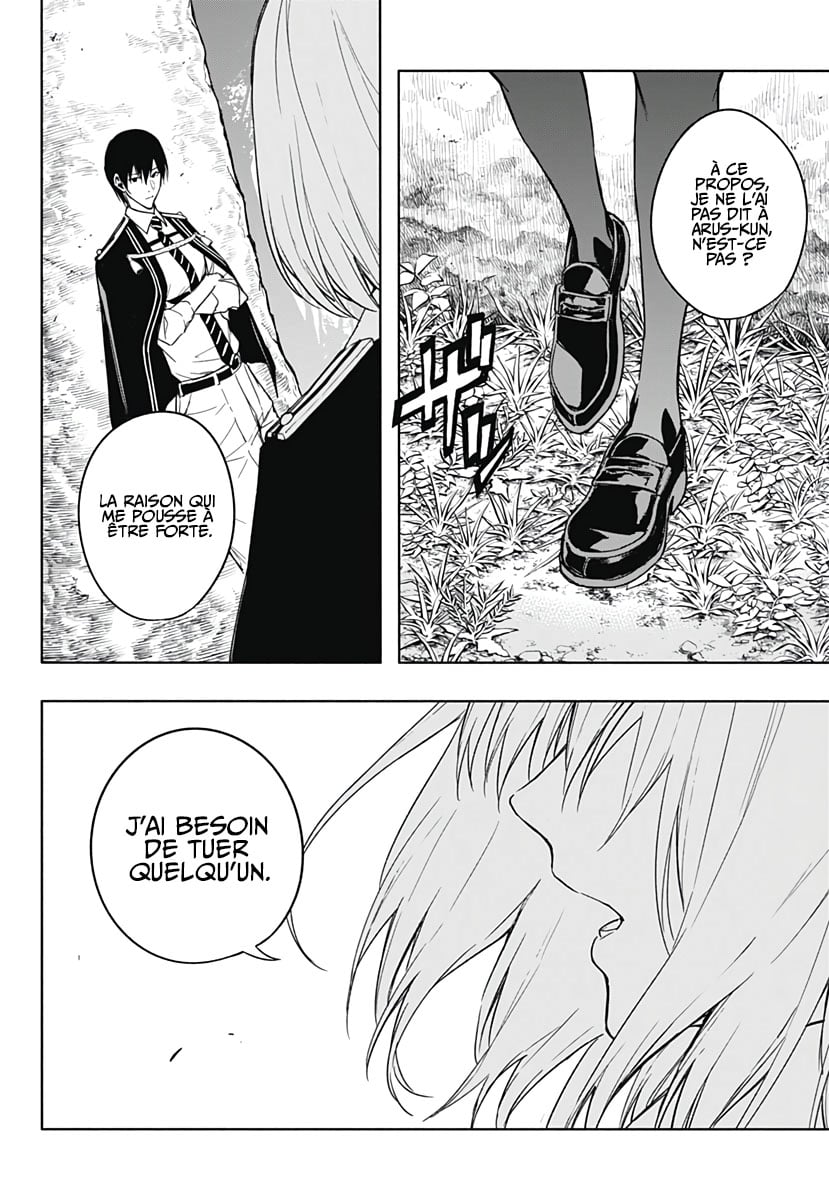 À CE
PROPOS,
JE NE L'AI
PAS DIT À
ARUS-KUN,
N'EST-CE
PAS ?
ザッ
LA RAISON QUI
ME POUSSE À
ÊTRE FORTE.
J'AI BESOIN
DE TUER
QUELQU'UN.